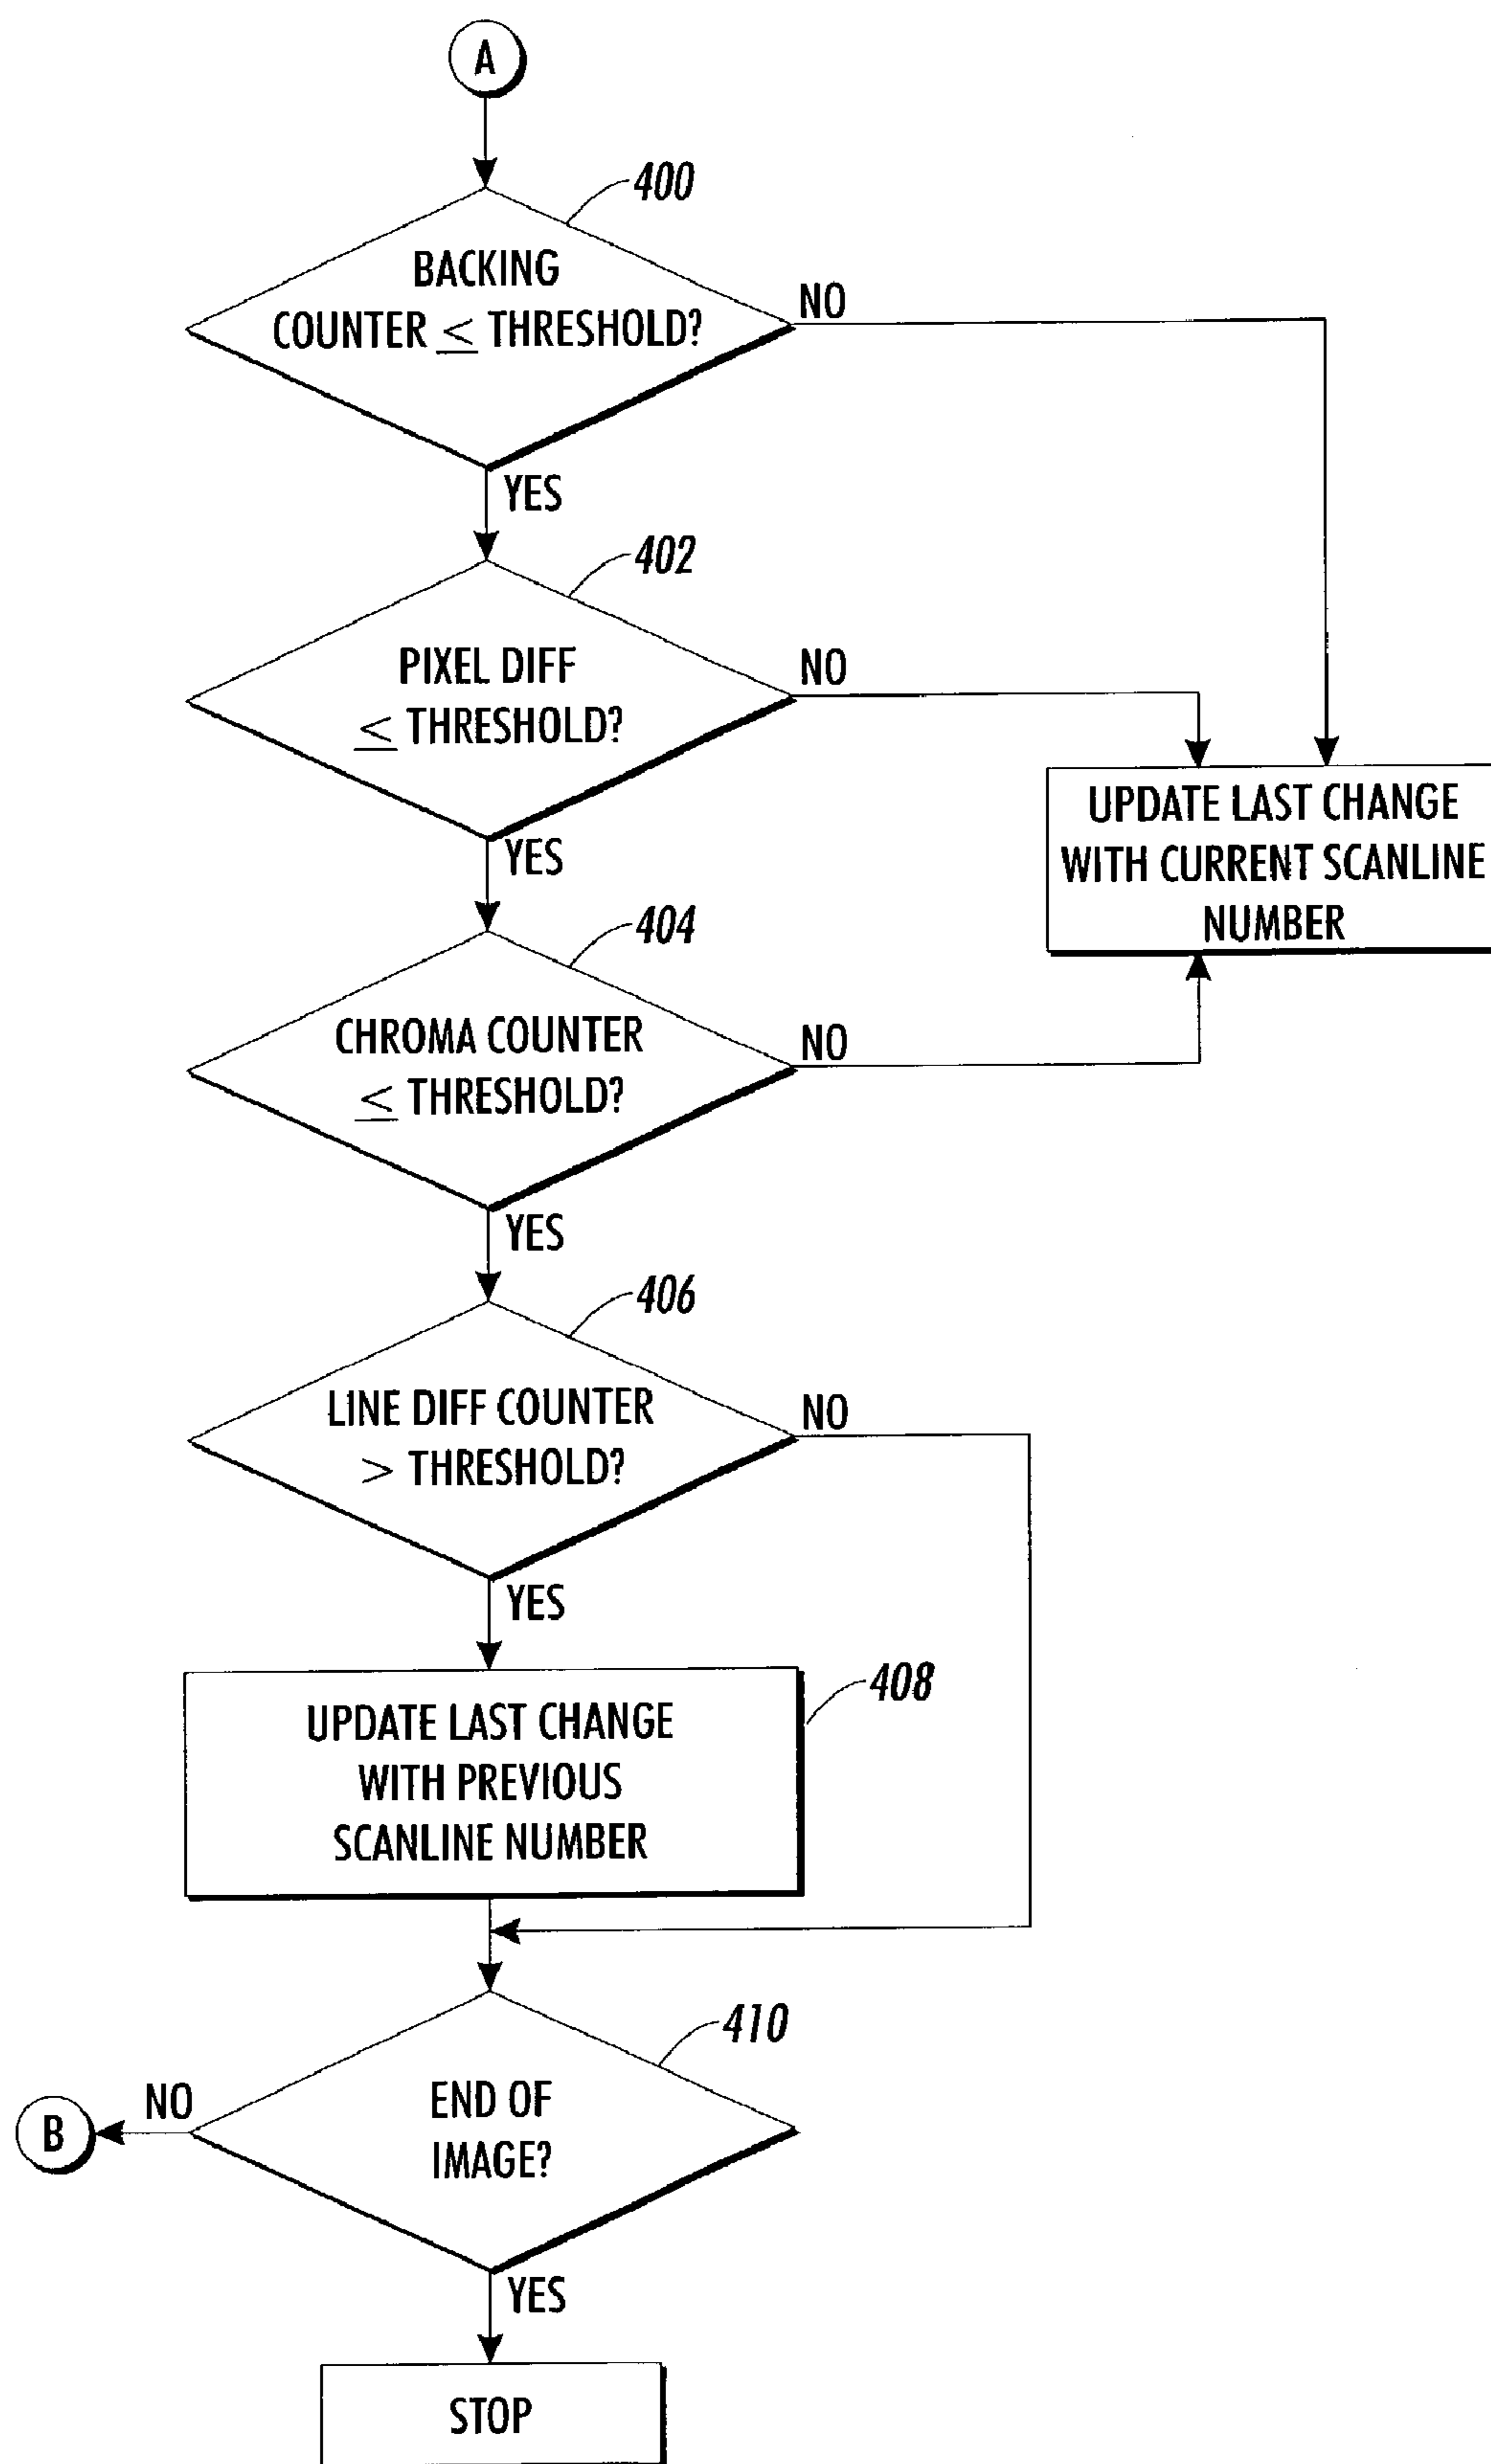 A
400
BACKING
COUNTER ≤ THRESHOLD?
NO
YES
402
PIXEL DIFF
≤ THRESHOLD?
NO
YES
UPDATE LAST CHANGE
WITH CURRENT SCANLINE
NUMBER
404
CHROMA COUNTER
≤ THRESHOLD?
NO
YES
406
LINE DIFF COUNTER
> THRESHOLD?
NO
YES
408
UPDATE LAST CHANGE
WITH PREVIOUS
SCANLINE NUMBER
410
END OF
IMAGE?
NO
B
YES
STOP